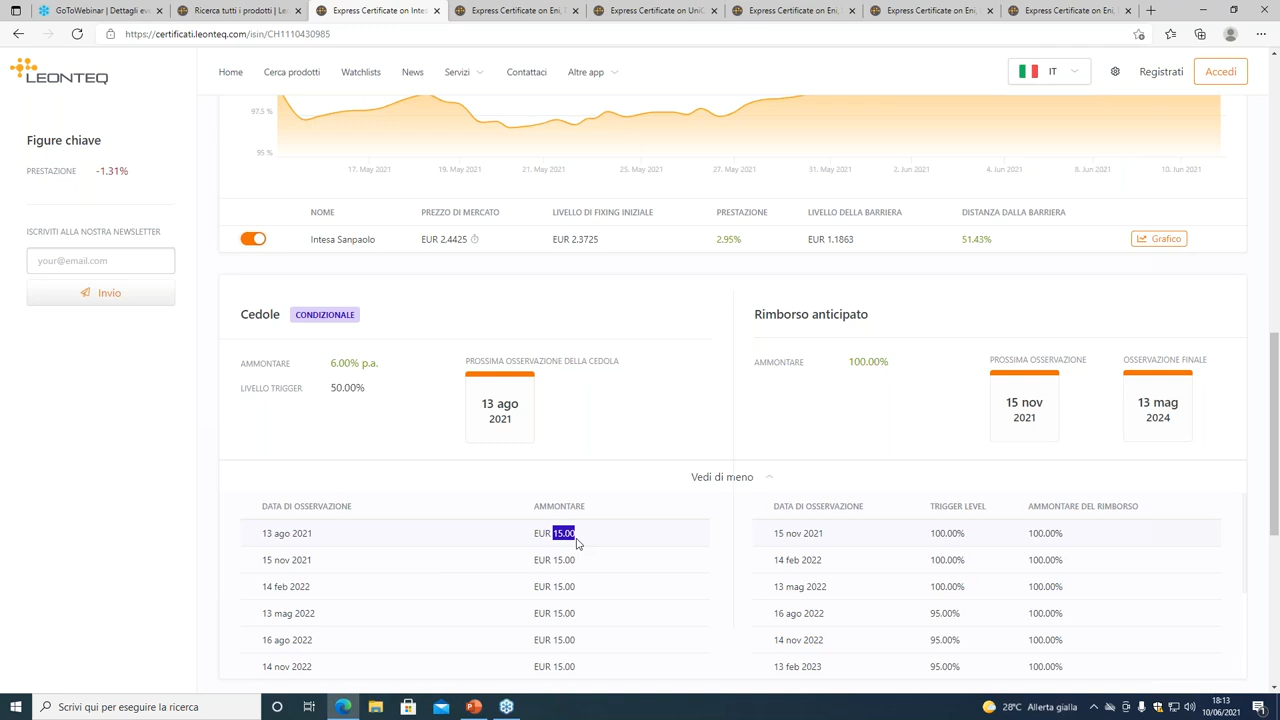 GoToWebinar | Dettagli eve
Ricerca tutti i prodotti | Le
Express Certificate on Intes
Express Certificate on Eni,
Express Certificate on UniC
Express Certificate on Eni,
Express Certificate on Eni,
Express Certificate on Eni,
https://certificati.leonteq.com/isin/CH1110430985
LEONTEQ
Home
Cerca prodotti
Watchlists
News
Servizi
Contattaci
Altre app
IT
Registrati
Accedi
Figure chiave
PRESTAZIONE
-1.31%
ISCRIVITI ALLA NOSTRA NEWSLETTER
your@email.com
Invio
97.5 %
95 %
17. May 2021
19. May 2021
21. May 2021
25. May 2021
27. May 2021
31. May 2021
2. Jun 2021
4. Jun 2021
8. Jun 2021
10. Jun 2021
NOME
PREZZO DI MERCATO
LIVELLO DI FIXING INIZIALE
PRESTAZIONE
LIVELLO DELLA BARRIERA
DISTANZA DALLA BARRIERA
Intesa Sanpaolo
EUR 2.4425
EUR 2.3725
2.95%
EUR 1.1863
51.43%
Grafico
Cedole
CONDIZIONALE
AMMONTARE
6.00% p.a.
LIVELLO TRIGGER
50.00%
PROSSIMA OSSERVAZIONE DELLA CEDOLA
13 ago
2021
Rimborso anticipato
AMMONTARE
100.00%
PROSSIMA OSSERVAZIONE
15 nov
2021
OSSERVAZIONE FINALE
13 mag
2024
Vedi di meno
DATA DI OSSERVAZIONE
AMMONTARE
13 ago 2021
EUR 15.00
15 nov 2021
EUR 15.00
14 feb 2022
EUR 15.00
13 mag 2022
EUR 15.00
16 ago 2022
EUR 15.00
14 nov 2022
EUR 15.00
DATA DI OSSERVAZIONE
TRIGGER LEVEL
AMMONTARE DEL RIMBORSO
15 nov 2021
100.00%
100.00%
14 feb 2022
100.00%
100.00%
13 mag 2022
100.00%
100.00%
16 ago 2022
95.00%
100.00%
14 nov 2022
95.00%
100.00%
13 feb 2023
95.00%
100.00%
Scrivi qui per eseguire la ricerca
28°C Allerta gialla
18:13
10/06/2021